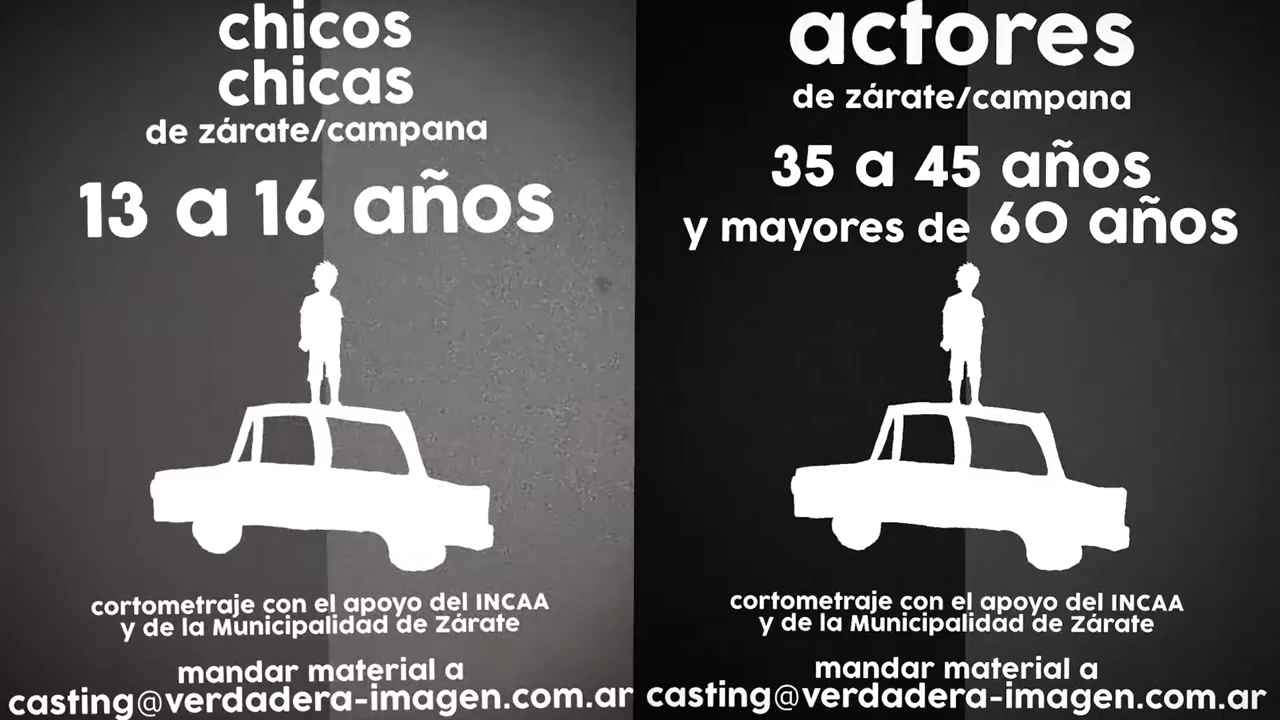 chicos
chicas
de zárate/campana
13 a 16 años
cortometraje con el apoyo del INCAA
y de la Municipalidad de Zárate
mandar material a
casting@verdadera-imagen.com.ar
actores
de zárate/campana
35 a 45 años
y mayores de 60 años
cortometraje con el apoyo del INCAA
y de la Municipalidad de Zárate
mandar material a
casting@verdadera-imagen.com.ar